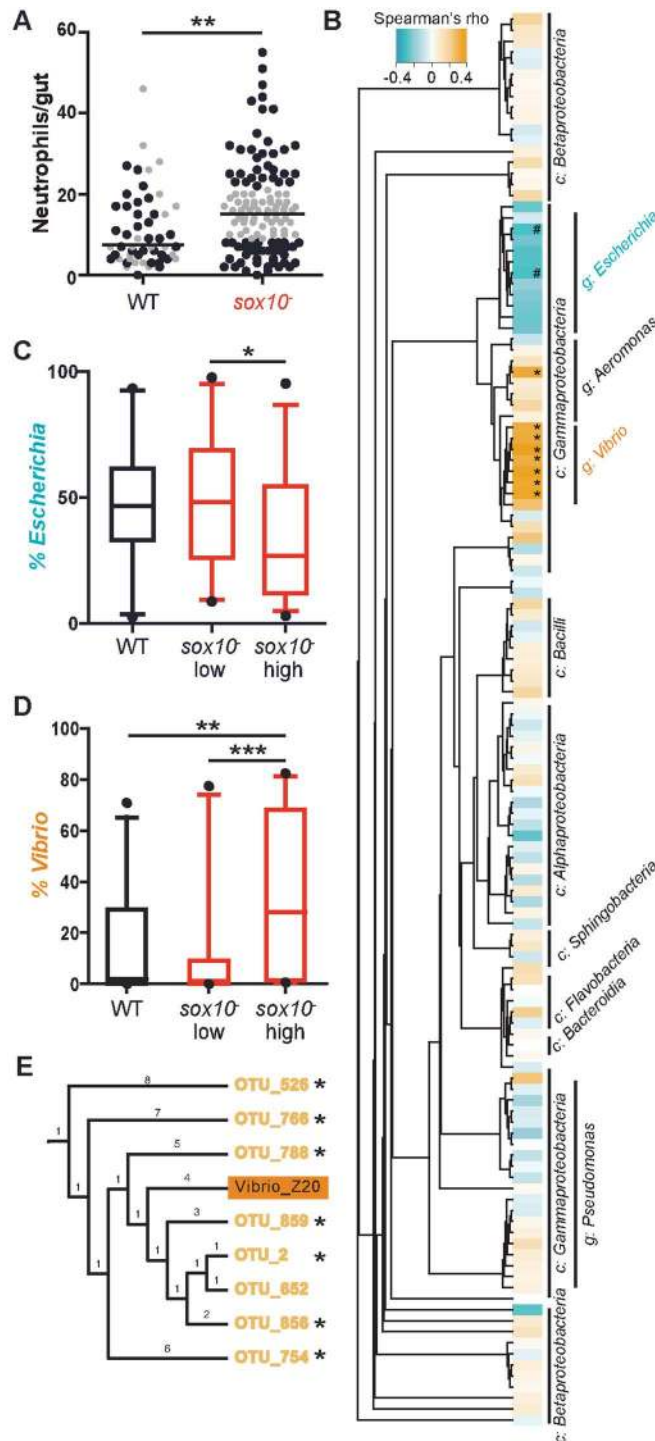 A
**
Neutrophils/gut
60
40
20
0
WT
sox10-
B
Spearman's rho
-0.4 0 0.4
c: Betaproteobacteria
#
#
g: Escherichia
c: Gammaproteobacteria
g: Aeromonas
*
*
*
*
*
*
*
*
g: Vibrio
c: Bacilli
c: Alphaproteobacteria
c: Sphingobacteria
c: Flavobacteria
c: Bacteroidia
c: Gammaproteobacteria
g: Pseudomonas
c: Betaproteobacteria
C
*
% Escherichia
100
50
0
WT
sox10- low
sox10- high
D
**
***
% Vibrio
100
80
60
40
20
0
WT
sox10- low
sox10- high
E
8 OTU_526 *
1
7 OTU_766 *
1
5 OTU_788 *
4 Vibrio_Z20
1 1
3 OTU_859 *
1
1 OTU_2 *
1 1
1 OTU_652
1
2 OTU_656 *
6 OTU_754 *